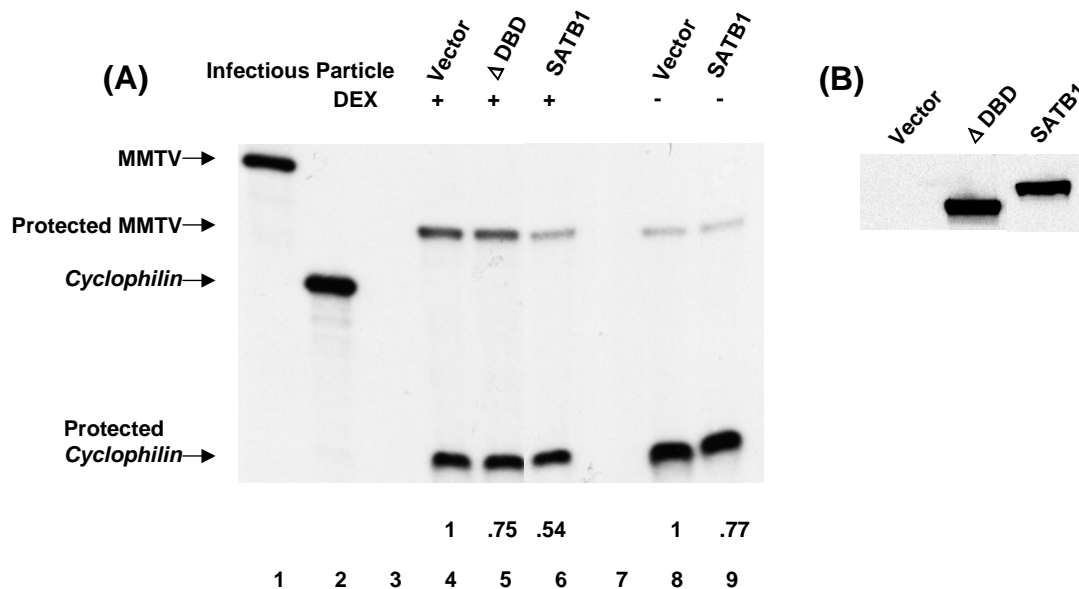 (A)
Infectious Particle
Vector
Δ DBD
SATB1
Vector
SATB1
DEX
+ + + - -
MMTV
Protected MMTV
Cyclophilin
Protected
Cyclophilin
1 .75 .54 1 .77
1 2 3 4 5 6 7 8 9
(B)
Vector
Δ DBD
SATB1